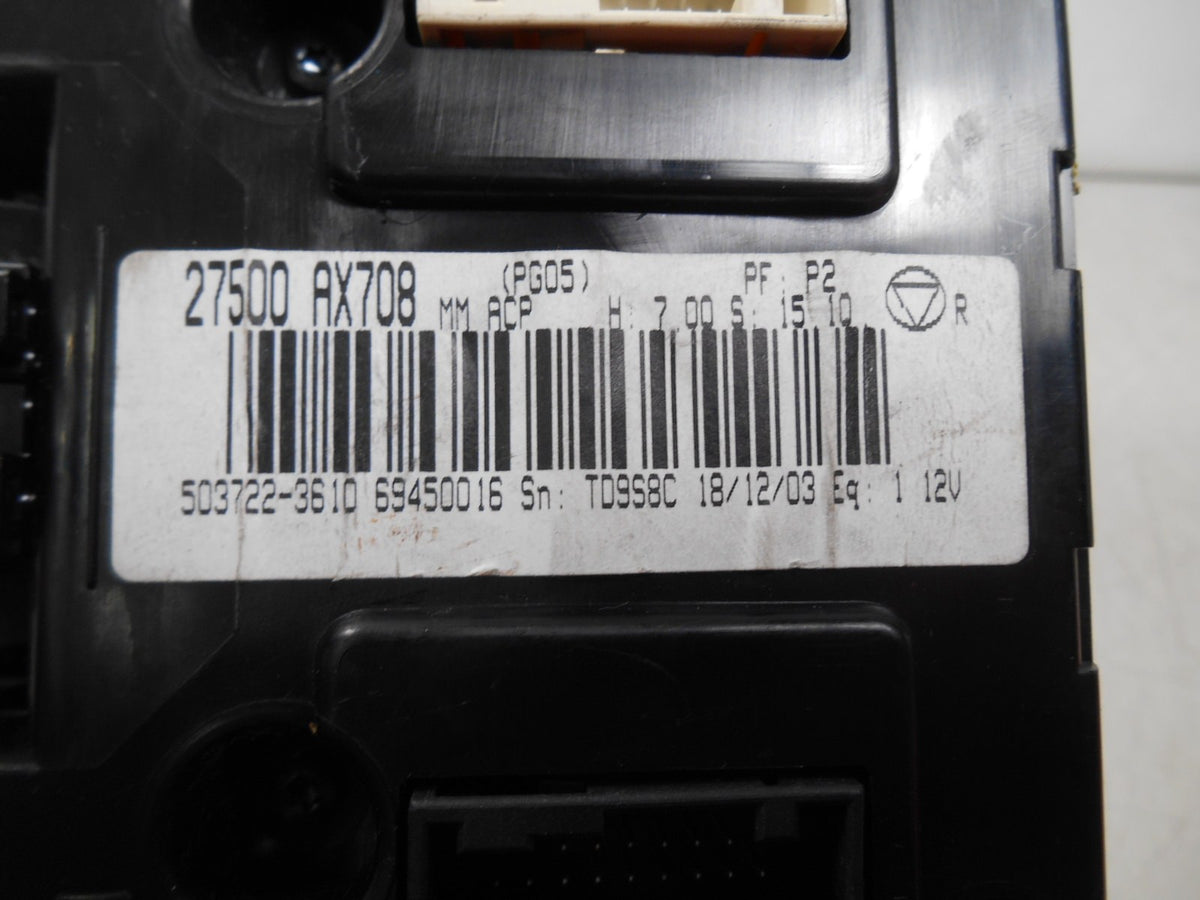 27500 AX708 (PG05) PF: P2
MM ACP H: 7.00 S: 15.10 R
503722-3610 69450016 Sn: TD9S8C 18/12/03 Eq: 1 12V